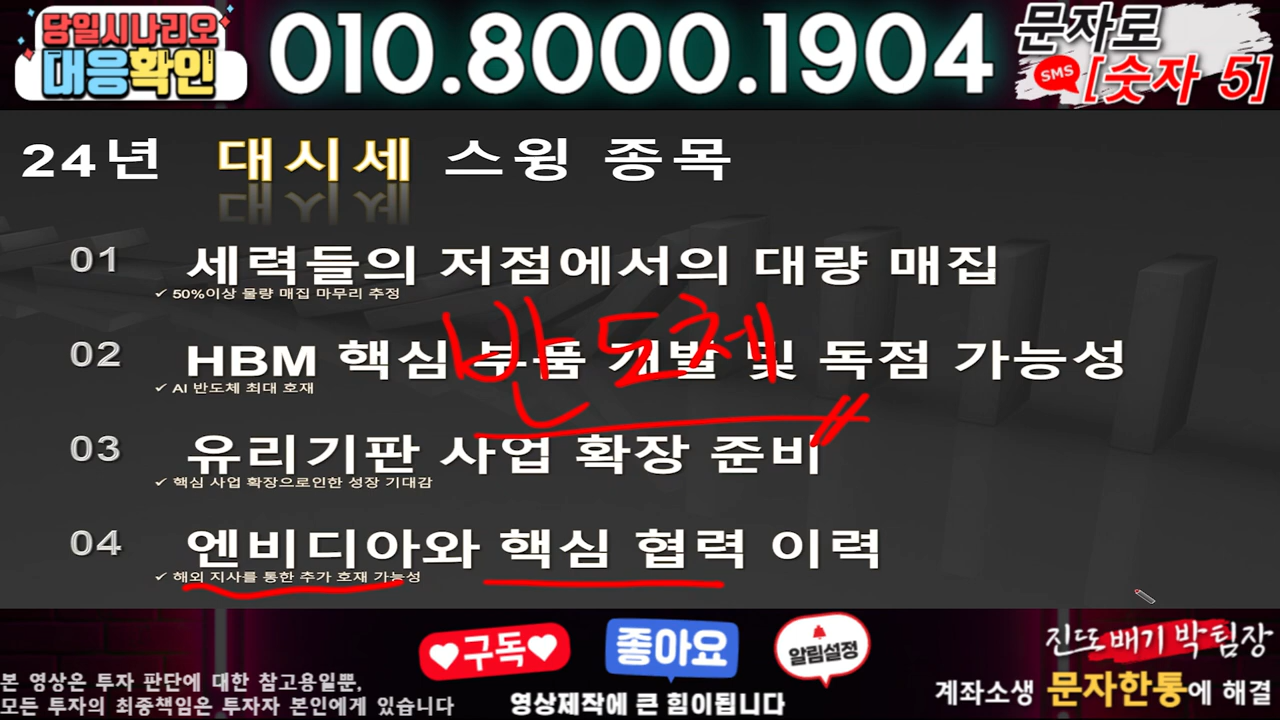 당일시나리오
대응확인
010.8000.1904
문자로
SMS [숫자 5]
24년 대시세 스윙 종목
01 세력들의 저점에서의 대량 매집
✓ 50%이상 물량 매집 마무리 추정
반도체
02 HBM 핵심 부품 개발 및 독점 가능성
✓ AI 반도체 최대 호재
03 유리기판 사업 확장 준비
✓ 핵심 사업 확장으로인한 성장 기대감
04 엔비디아와 핵심 협력 이력
✓ 해외 지사를 통한 추가 호재 가능성
구독 좋아요 알림설정
영상제작에 큰 힘이됩니다
본 영상은 투자 판단에 대한 참고용일뿐,
모든 투자의 최종책임은 투자자 본인에게 있습니다
진또배기 박팀장
계좌소생 문자한통에 해결